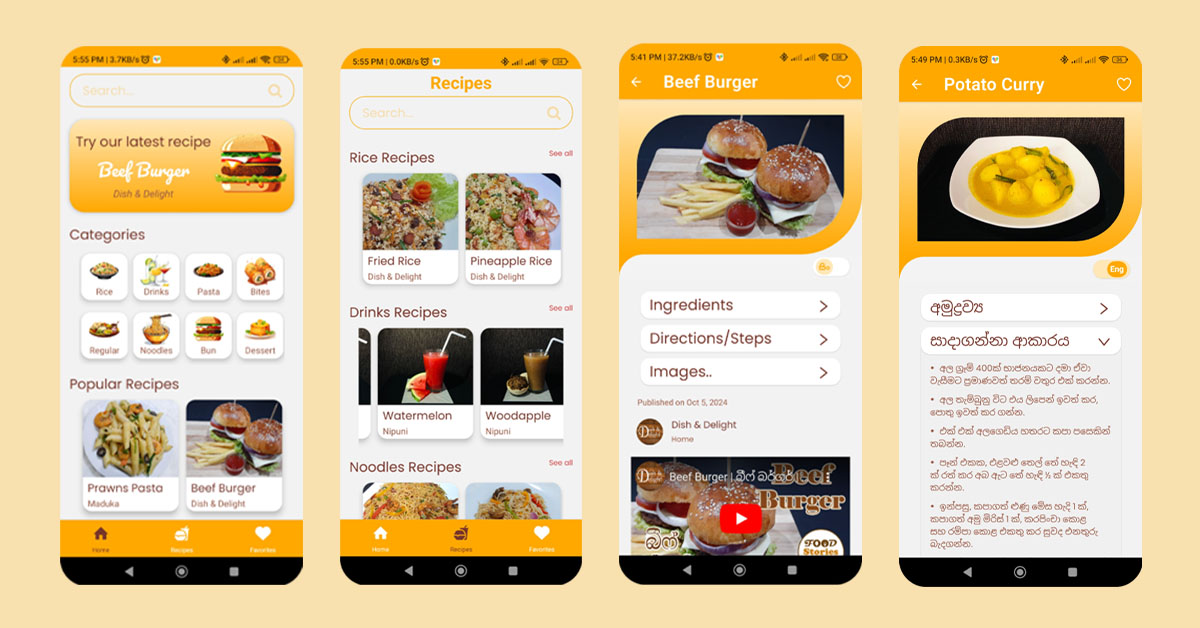 5:55 PM | 3.7KB/s
Search...
Try our latest recipe
Beef Burger
Dish & Delight
Categories
Rice
Drinks
Pasta
Bites
Regular
Noodles
Bun
Dessert
Popular Recipes
Prawns Pasta
Maduka
Beef Burger
Dish & Delight
Home
Recipes
Favorites
5:55 PM | 0.0KB/s
Recipes
Search...
Rice Recipes
See all
Fried Rice
Dish & Delight
Pineapple Rice
Dish & Delight
Drinks Recipes
See all
Watermelon
Nipuni
Woodapple
Nipuni
Noodles Recipes
See all
Home
Recipes
Favorites
5:41 PM | 37.2KB/s
Beef Burger
Ingredients
Directions/Steps
Images..
Published on Oct 5, 2024
Dish & Delight
Home
Beef Burger | බීෆ් බර්ගර්
Beef
Burger
බීෆ්
FOOD
Stories
5:49 PM | 0.3KB/s
Potato Curry
Eng
අමුද්‍රව්‍ය
සාදාගන්නා ආකාරය
• අල ග්‍රෑම් 400ක් භාජනයකට දමා ඒවා
වැසීමට ප්‍රමාණවත් තරම් වතුර එක් කරන්න.
• අල තැම්බුනු විට එය ලිපෙන් ඉවත් කර,
පොතු ඉවත් කර ගන්න.
• එක් එක් අලගෙඩිය හතරට කපා පසෙකින්
තබන්න.
• පෑන් එකක, එළවළු තෙල් තේ හැඳි 2
ක් රත් කර අබ ඇට තේ හැඳි ½ ක් එකතු
කරන්න.
• ඉන්පසු, කපාගත් ළුණු මේස හැඳි 1 ක්,
කපාගත් අමු මිරිස් 1 ක්, කරපිංචා කොළ
සහ රම්පා කොළ එකතු කර සුවඳ එනතුරු
බැදගන්න.